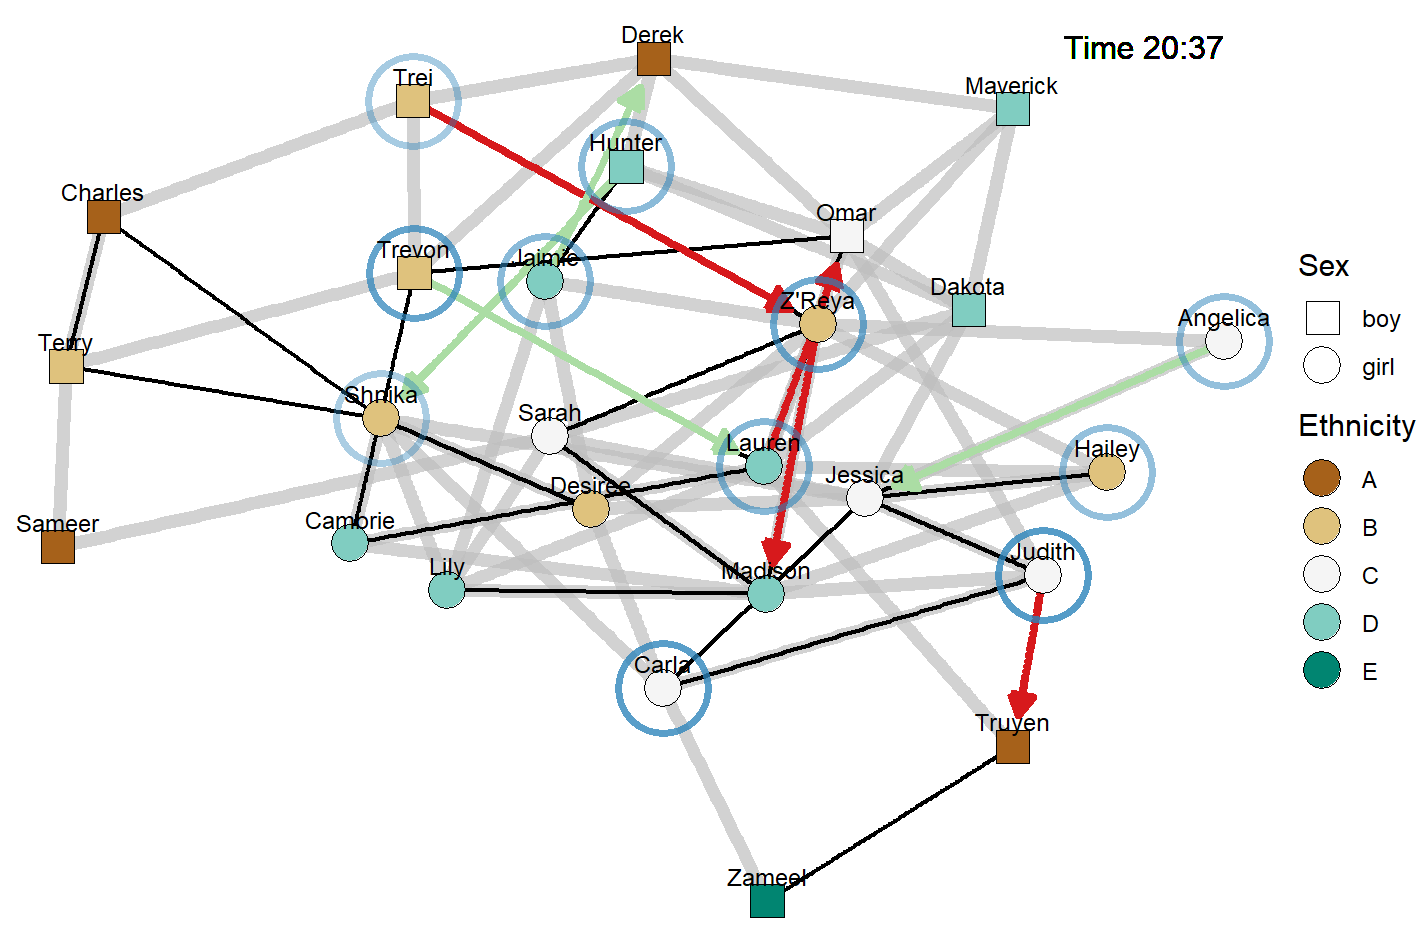 Derek
Time 20:37
Trei
Maverick
Hunter
Charles
Omar
Trevon
Jaimie
Z'Reya
Dakota
Angelica
Sex
boy
girl
Terry
Shnika
Sarah
Lauren
Jessica
Hailey
Ethnicity
A
B
C
D
E
Desiree
Sameer
Cambrie
Lily
Madison
Judith
Carla
Truyen
Zameel